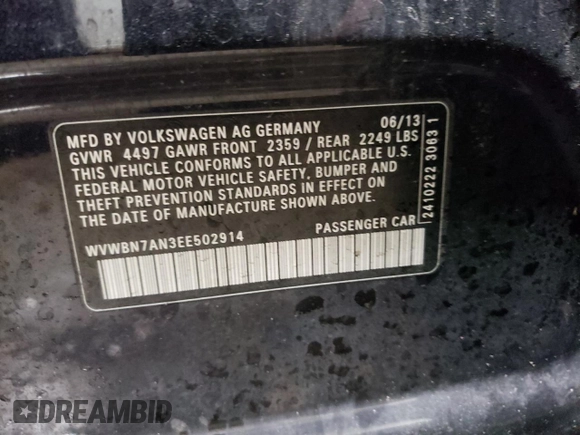 MFD BY VOLKSWAGEN AG GERMANY 06/13
GVWR 4497 GAWR FRONT 2359 / REAR 2249 LBS
THIS VEHICLE CONFORMS TO ALL APPLICABLE U.S.
FEDERAL MOTOR VEHICLE SAFETY, BUMPER AND
THEFT PREVENTION STANDARDS IN EFFECT ON
THE DATE OF MANUFACTURE SHOWN ABOVE.
WVWBN7AN3EE502914 PASSENGER CAR
2410222 3063 1
DREAMBID